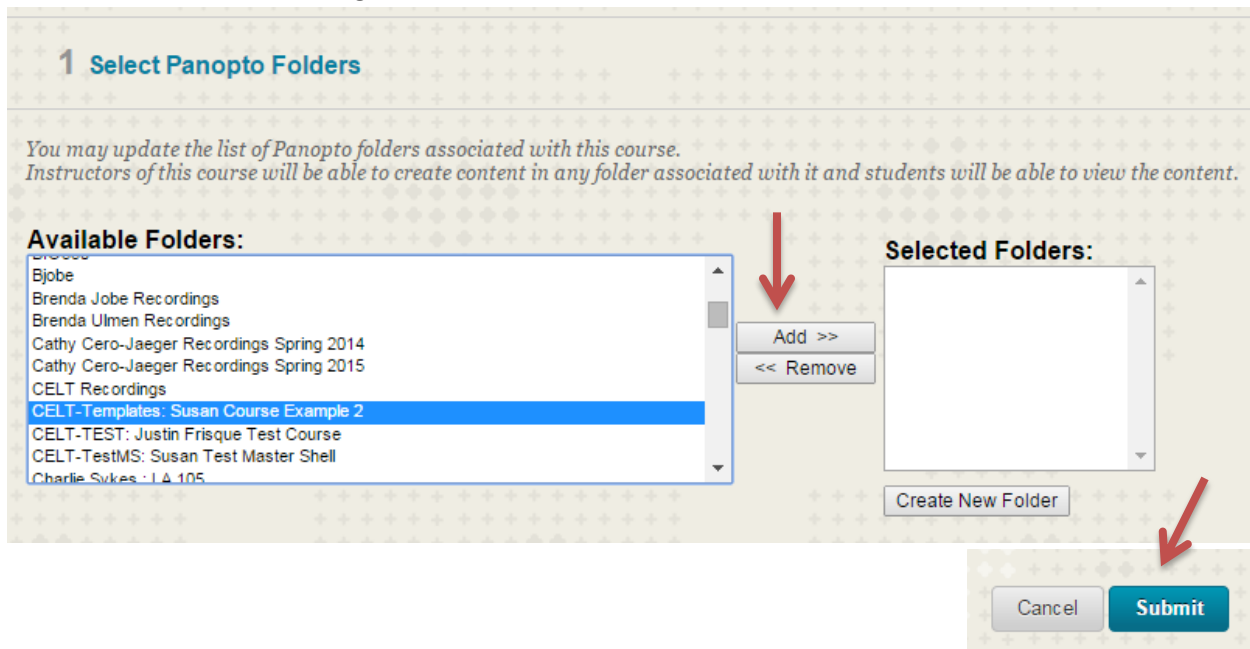 1 Select Panopto Folders
You may update the list of Panopto folders associated with this course.
Instructors of this course will be able to create content in any folder associated with it and students will be able to view the content.
Available Folders:
Bjobe
Brenda Jobe Recordings
Brenda Ulmen Recordings
Cathy Cero-Jaeger Recordings Spring 2014
Cathy Cero-Jaeger Recordings Spring 2015
CELT Recordings
CELT-Templates: Susan Course Example 2
CELT-TEST: Justin Frisque Test Course
CELT-TestMS: Susan Test Master Shell
Charlie Sykes : LA 105
Add >>
<< Remove
Selected Folders:
Create New Folder
Cancel
Submit